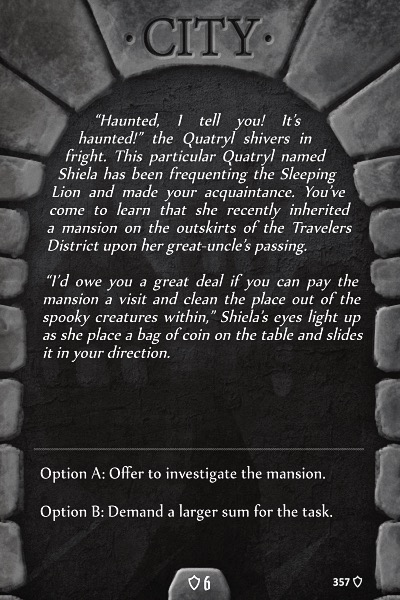 ·CITY·
“Haunted, I tell you! It’s
haunted!” the Quatryl shivers in
fright. This particular Quatryl named
Shiela has been frequenting the Sleeping
Lion and made your acquaintance. You’ve
come to learn that she recently inherited
a mansion on the outskirts of the Travelers
District upon her great-uncle’s passing.
“I’d owe you a great deal if you can pay the
mansion a visit and clean the place out of the
spooky creatures within,” Shiela’s eyes light up
as she place a bag of coin on the table and slides
it in your direction.
Option A: Offer to investigate the mansion.
Option B: Demand a larger sum for the task.
6
357